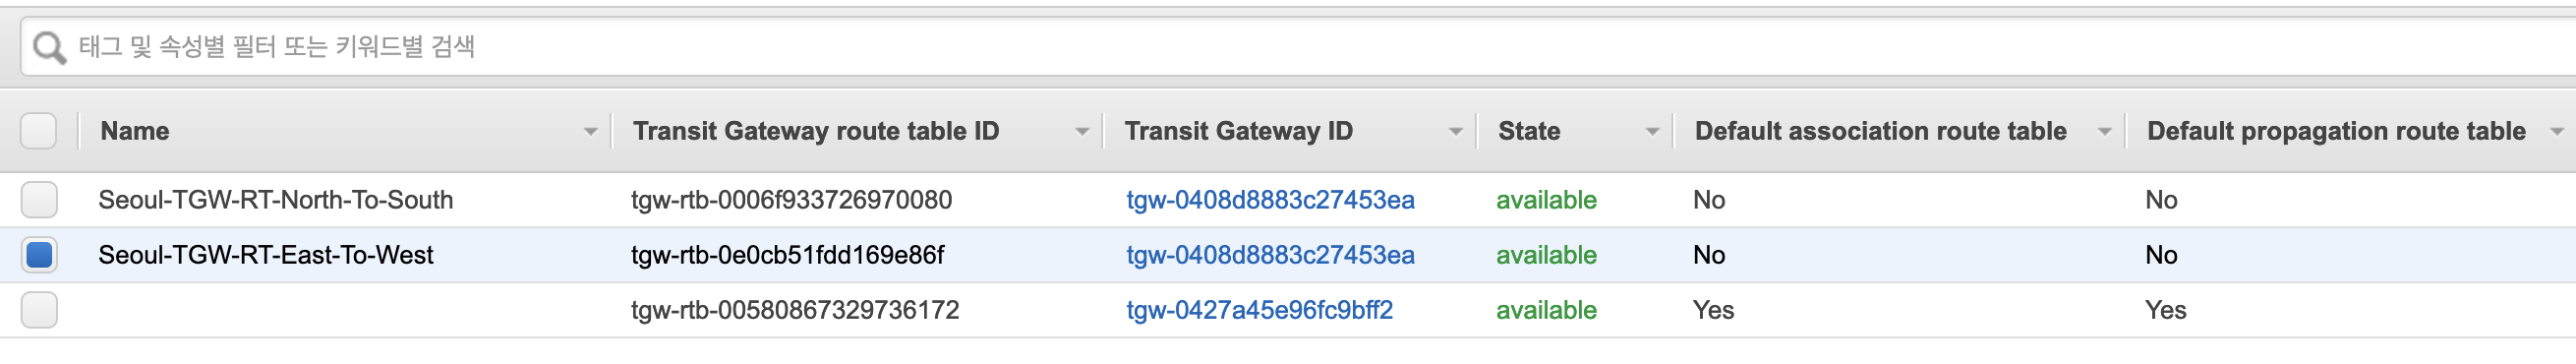 태그 및 속성별 필터 또는 키워드별 검색
Name Transit Gateway route table ID Transit Gateway ID State Default association route table Default propagation route table
Seoul-TGW-RT-North-To-South tgw-rtb-0006f933726970080 tgw-0408d8883c27453ea available No No
Seoul-TGW-RT-East-To-West tgw-rtb-0e0cb51fdd169e86f tgw-0408d8883c27453ea available No No
tgw-rtb-00580867329736172 tgw-0427a45e96fc9bff2 available Yes Yes